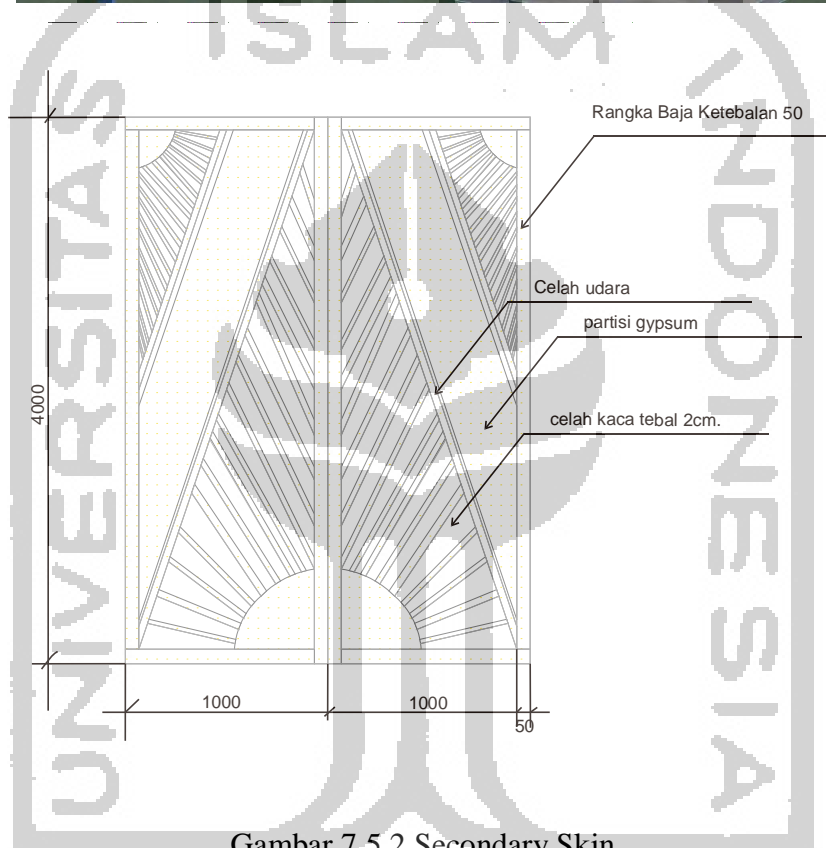 ISLAM
UNIVERSITAS
INDONESIA
Rangka Baja Ketebalan 50
Celah udara
partisi gypsum
celah kaca tebal 2cm.
4000
1000
1000
50
Gambar 7-5.2 Secondary Skin